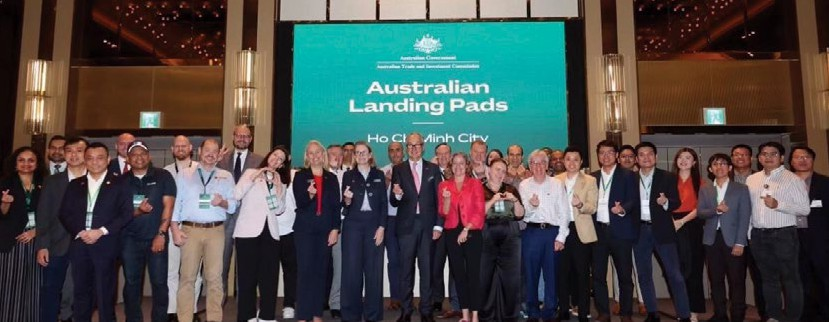 Australian Government
Australian Trade and Investment Commission
Australian
Landing Pads
Ho Chi Minh City